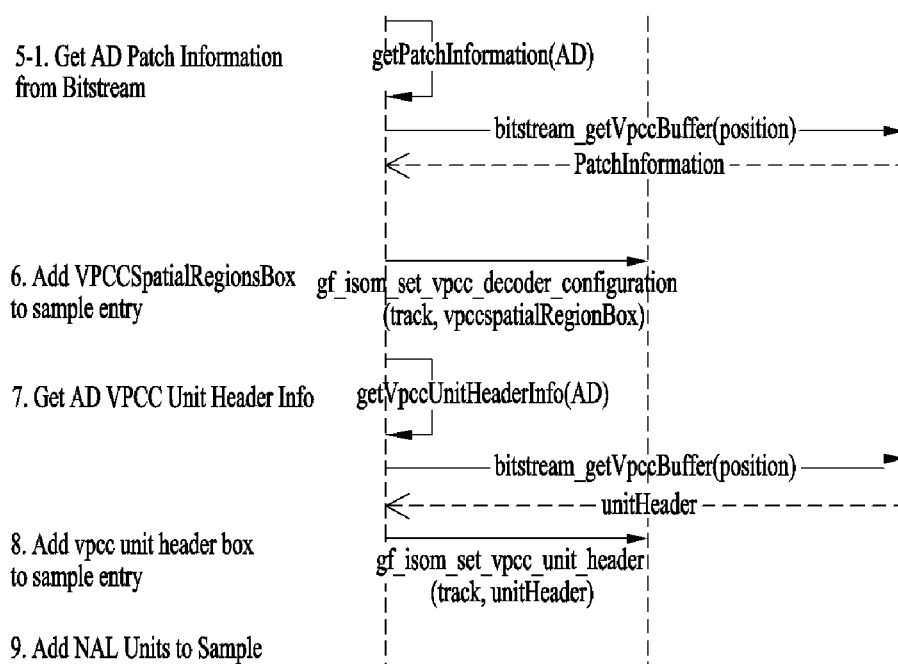 5-1. Get AD Patch Information
from Bitstream
getPatchInformation(AD)
bitstream_getVpccBuffer(position)
PatchInformation
6. Add VPCCSpatialRegionsBox
to sample entry
gf_isom_set_vpcc_decoder_configuration
(track, vpccspatialRegionBox)
7. Get AD VPCC Unit Header Info
getVpccUnitHeaderInfo(AD)
bitstream_getVpccBuffer(position)
unitHeader
8. Add vpcc unit header box
to sample entry
gf_isom_set_vpcc_unit_header
(track, unitHeader)
9. Add NAL Units to Sample